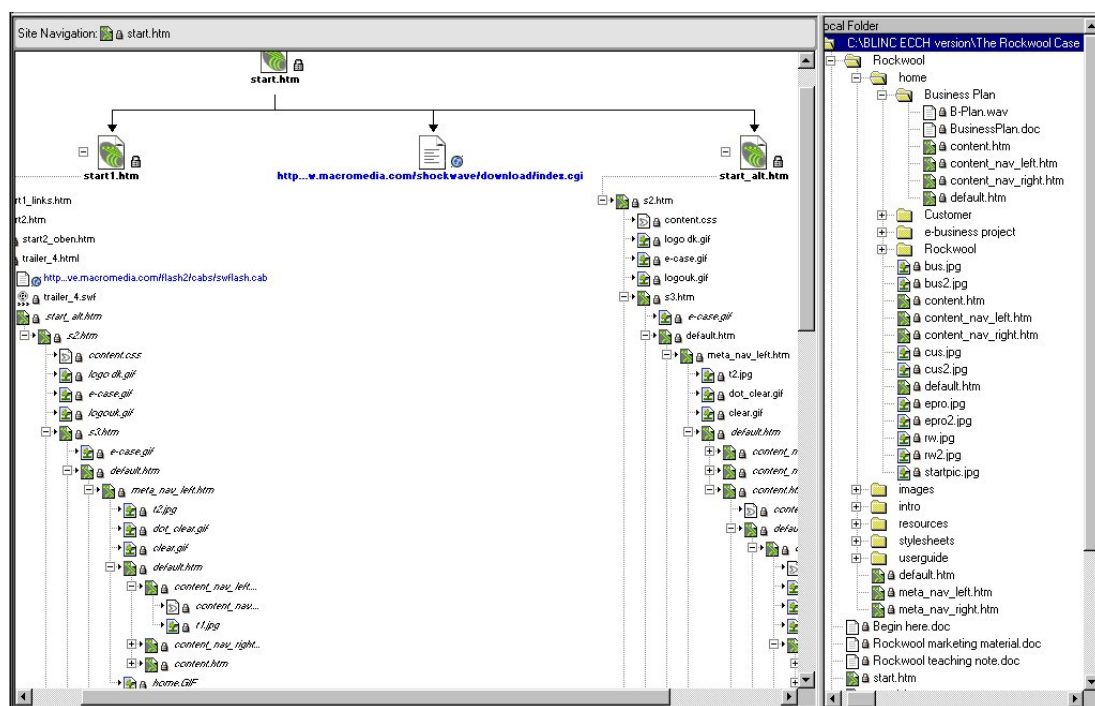 Site Navigation: start.htm
start.htm
start1.htm
http...w.macromedia.com/shockwave/download/index.cgi
start_alt.htm
rt1_links.htm
rt2.htm
start2_oben.htm
trailer_4.html
http...ve.macromedia.com/flash2/cabs/swflash.cab
trailer_4.swf
start_alt.htm
s2.htm
content.css
logo dk.gif
e-case.gif
logouk.gif
s3.htm
e-case.gif
default.htm
meta_nav_left.htm
t2.jpg
dot_clear.gif
clear.gif
default.htm
content_nav_left...
content_nav...
t1.jpg
content_nav_right...
content.htm
home.GIF
s2.htm
content.css
logo dk.gif
e-case.gif
logouk.gif
s3.htm
e-case.gif
default.htm
meta_nav_left.htm
t2.jpg
dot_clear.gif
clear.gif
default.htm
content_n
content_n
content.ht
conte
defau
c
ocal Folder
C:\BLINC ECCH version\The Rockwool Case
Rockwool
home
Business Plan
B-Plan.wav
BusinessPlan.doc
content.htm
content_nav_left.htm
content_nav_right.htm
default.htm
Customer
e-business project
Rockwool
bus.jpg
bus2.jpg
content.htm
content_nav_left.htm
content_nav_right.htm
cus.jpg
cus2.jpg
default.htm
epro.jpg
epro2.jpg
rw.jpg
rw2.jpg
startpic.jpg
images
intro
resources
stylesheets
userguide
default.htm
meta_nav_left.htm
meta_nav_right.htm
Begin here.doc
Rockwool marketing material.doc
Rockwool teaching note.doc
start.htm